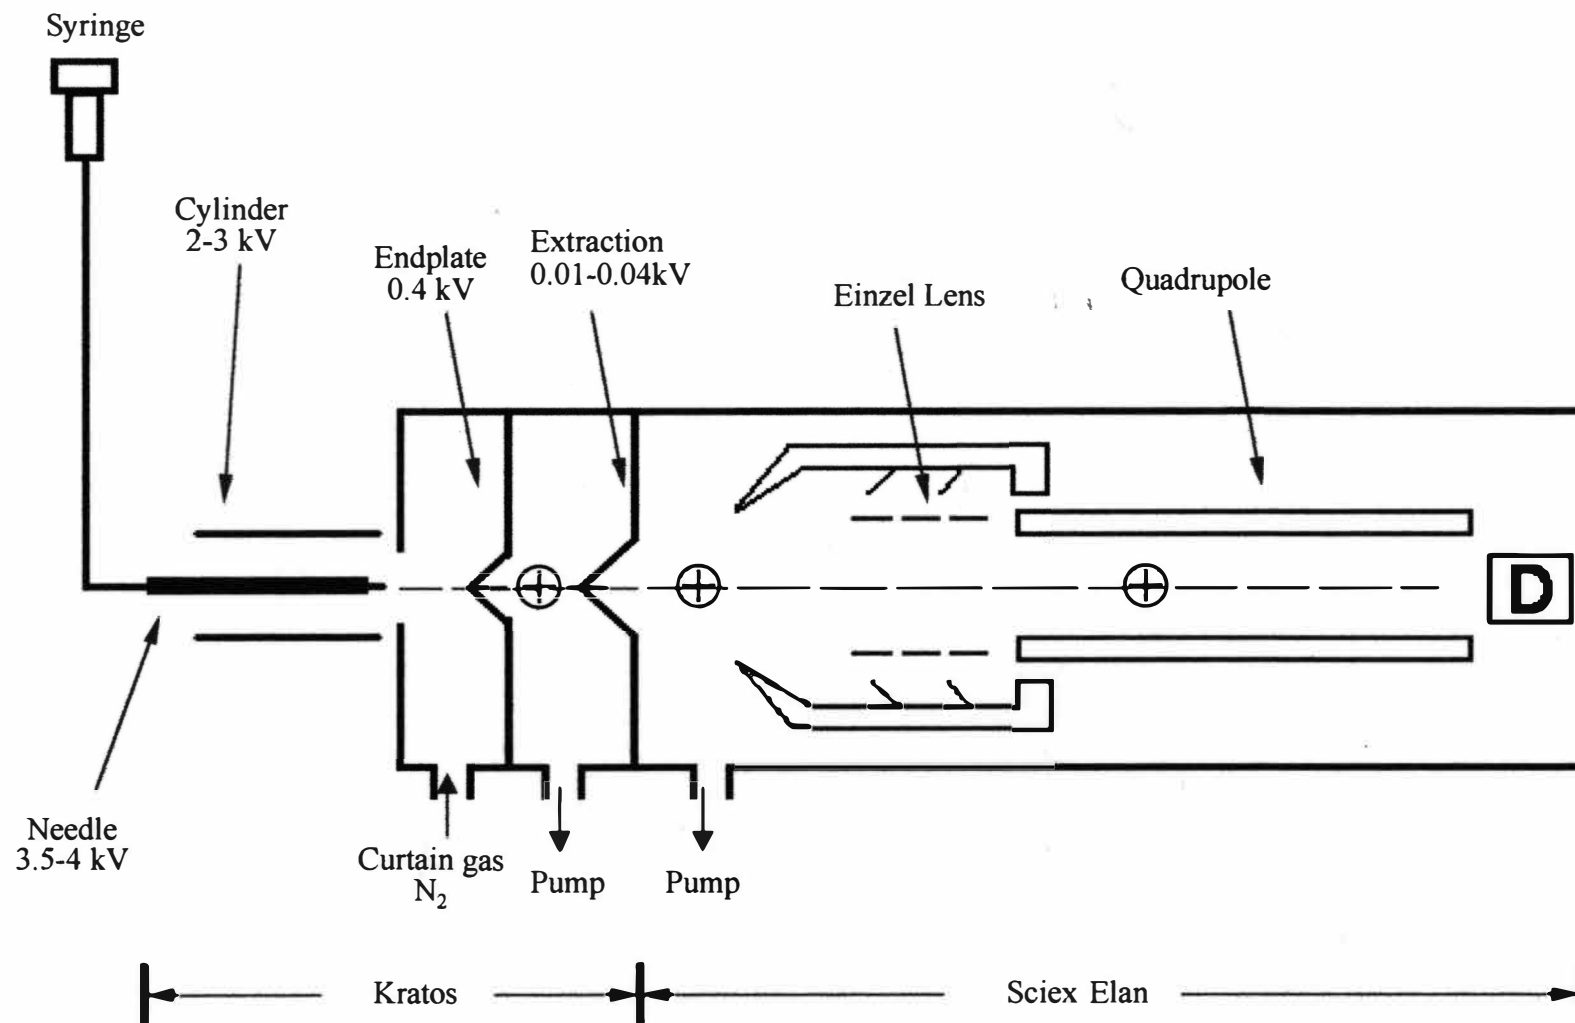 Syringe
Cylinder
2-3 kV
Endplate
0.4 kV
Extraction
0.01-0.04kV
Einzel Lens
Quadrupole
D
Needle
3.5-4 kV
Curtain gas
N₂
Pump
Pump
Kratos
Sciex Elan